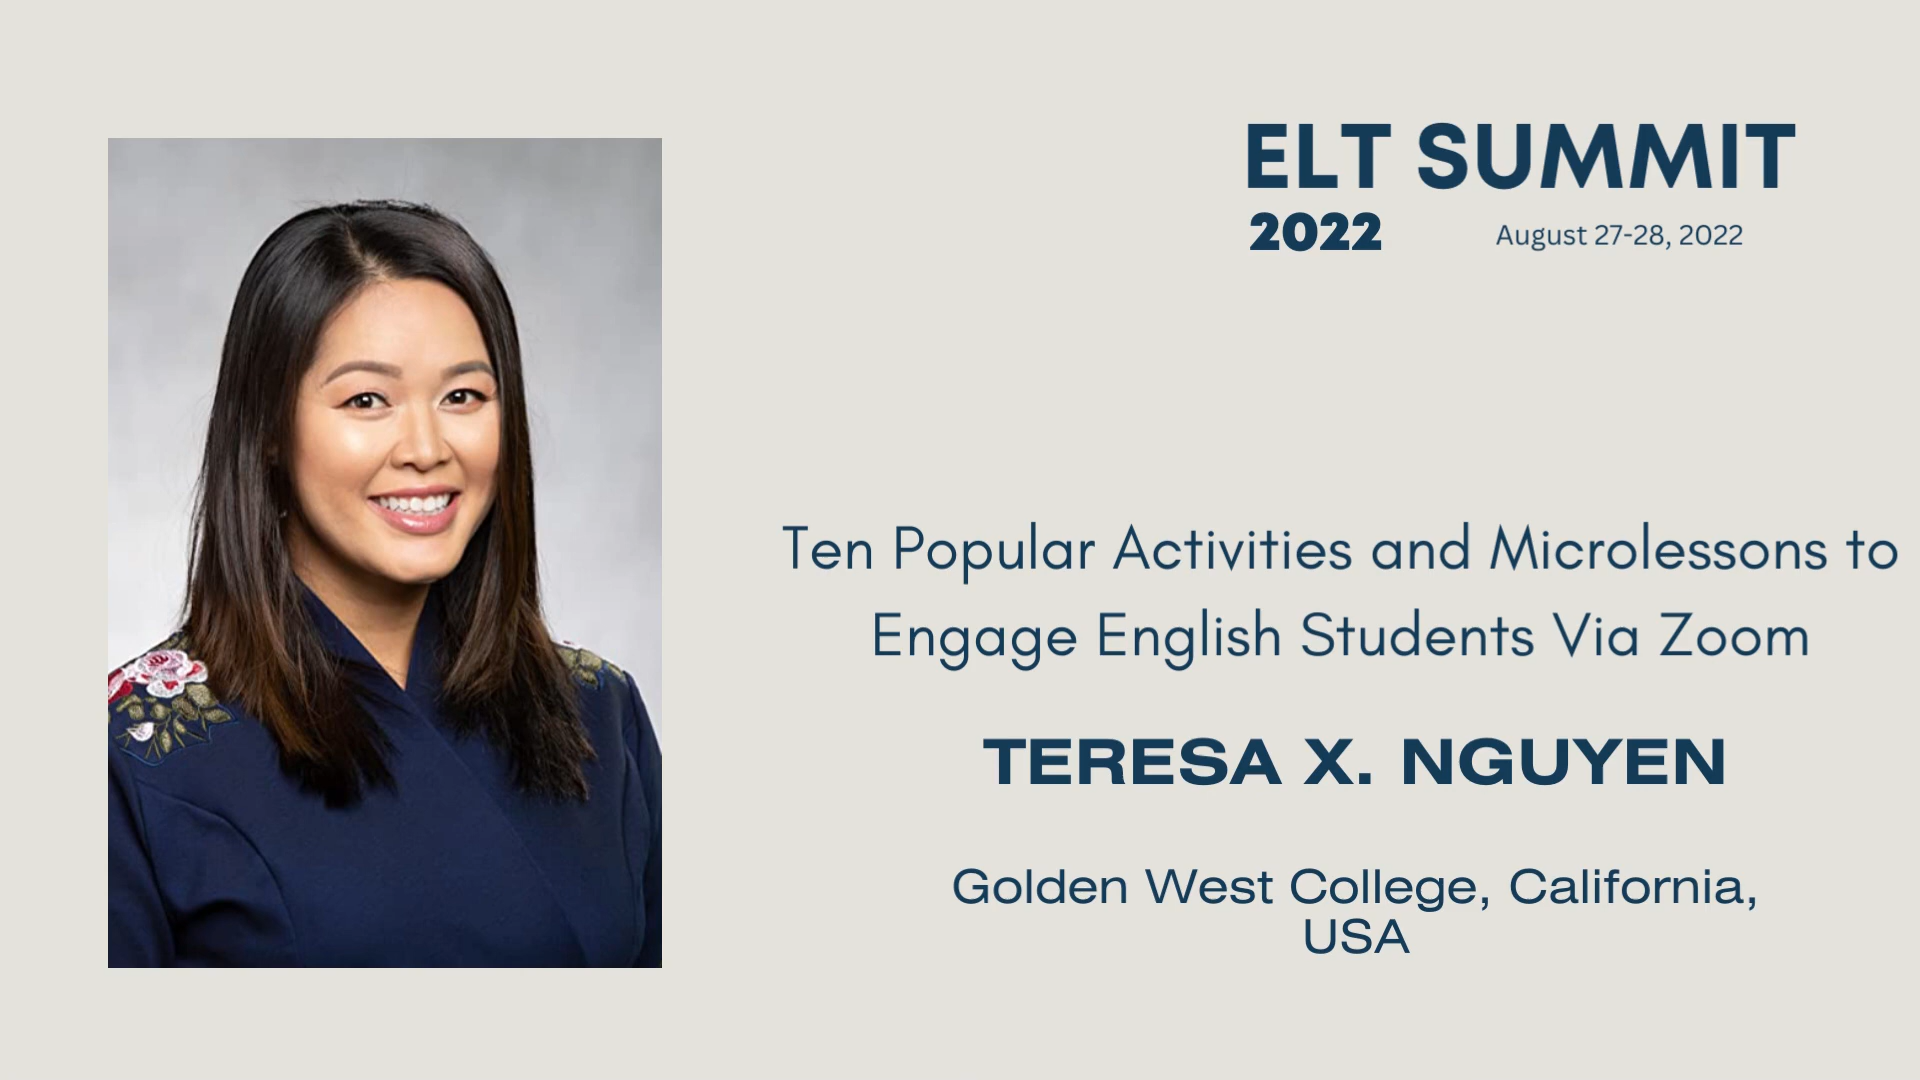 ELT SUMMIT
2022
August 27-28, 2022
Ten Popular Activities and Microlessons to
Engage English Students Via Zoom
TERESA X. NGUYEN
Golden West College, California,
USA